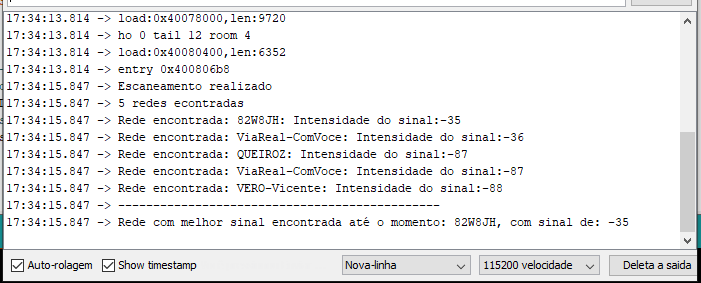 17:34:13.814 -> load:0x40078000,len:9720
17:34:13.814 -> ho 0 tail 12 room 4
17:34:13.814 -> load:0x40080400,len:6352
17:34:13.814 -> entry 0x400806b8
17:34:15.847 -> Escaneamento realizado
17:34:15.847 -> 5 redes econtradas
17:34:15.847 -> Rede encontrada: 82W8JH: Intensidade do sinal:-35
17:34:15.847 -> Rede encontrada: ViaReal-ComVoce: Intensidade do sinal:-36
17:34:15.847 -> Rede encontrada: QUEIROZ: Intensidade do sinal:-87
17:34:15.847 -> Rede encontrada: ViaReal-ComVoce: Intensidade do sinal:-87
17:34:15.847 -> Rede encontrada: VERO-Vicente: Intensidade do sinal:-88
17:34:15.847 -> -------------------------------------------
17:34:15.847 -> Rede com melhor sinal encontrada até o momento: 82W8JH, com sinal de: -35
Auto-rolagem Show timestamp Nova-linha 115200 velocidade Deleta a saida